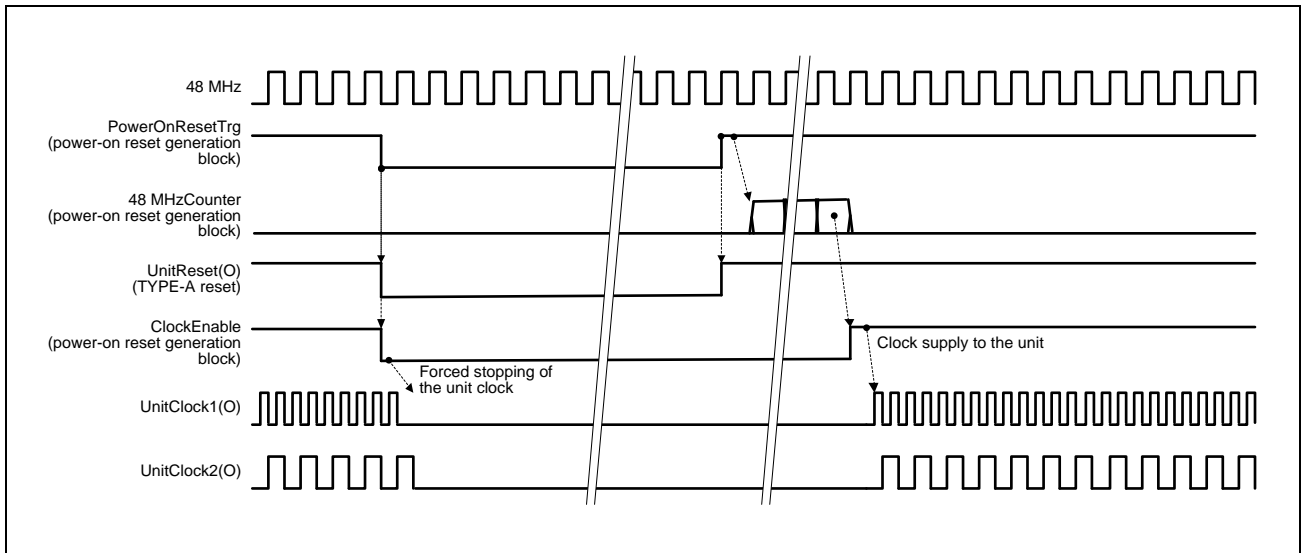 48 MHz
PowerOnResetTrg
(power-on reset generation
block)
48 MHzCounter
(power-on reset generation
block)
UnitReset(O)
(TYPE-A reset)
ClockEnable
(power-on reset generation
block)
Clock supply to the unit
Forced stopping of
the unit clock
UnitClock1(O)
UnitClock2(O)